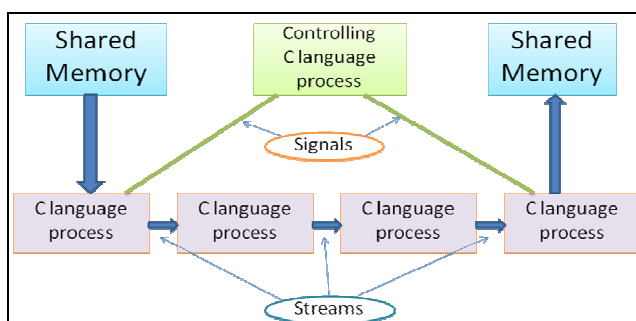 Shared
Memory
Controlling
C language
process
Shared
Memory
Signals
C language
process
C language
process
C language
process
C language
process
Streams